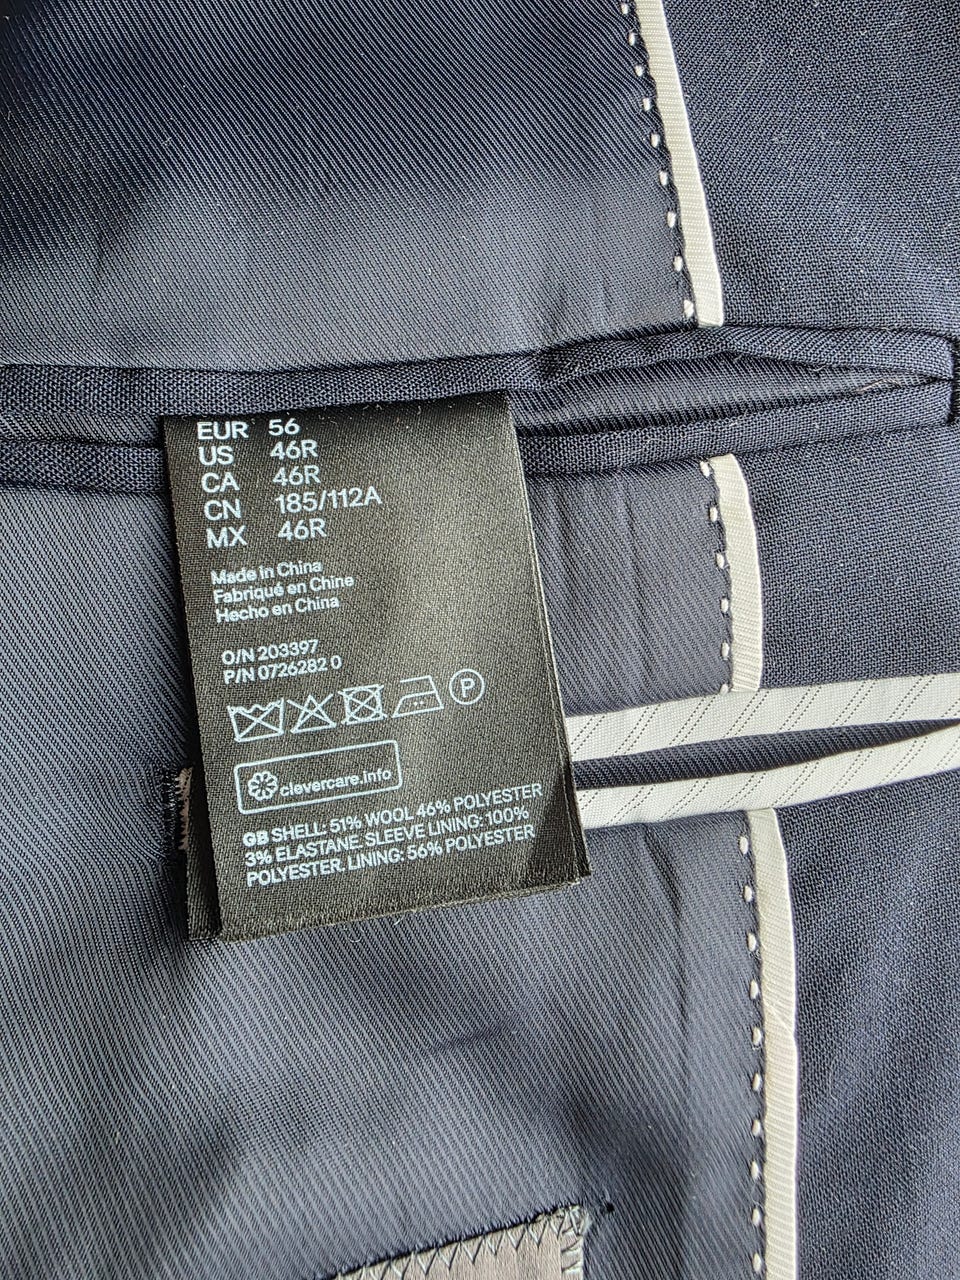 EUR 56
US 46R
CA 46R
CN 185/112A
MX 46R
Made in China
Fabriqué en Chine
Hecho en China
O/N 203397
P/N 0726282 0
P
clevercare.info
GB SHELL: 51% WOOL 46% POLYESTER
3% ELASTANE. SLEEVE LINING: 100%
POLYESTER. LINING: 56% POLYESTER